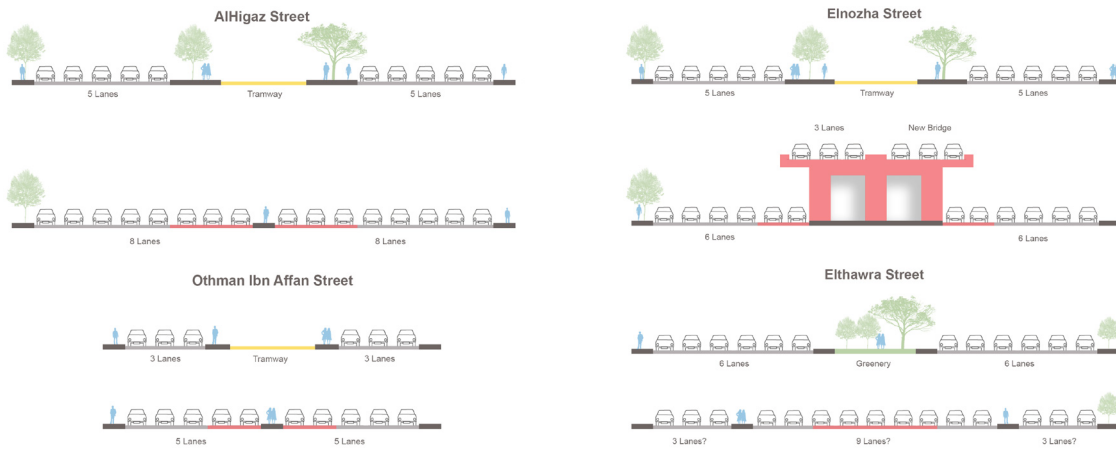 AlHigaz Street
5 Lanes
Tramway
5 Lanes
8 Lanes
8 Lanes
Othman Ibn Affan Street
3 Lanes
Tramway
3 Lanes
5 Lanes
5 Lanes
Elnozha Street
5 Lanes
Tramway
5 Lanes
3 Lanes
New Bridge
6 Lanes
6 Lanes
Elthawra Street
6 Lanes
Greenery
6 Lanes
3 Lanes?
9 Lanes?
3 Lanes?